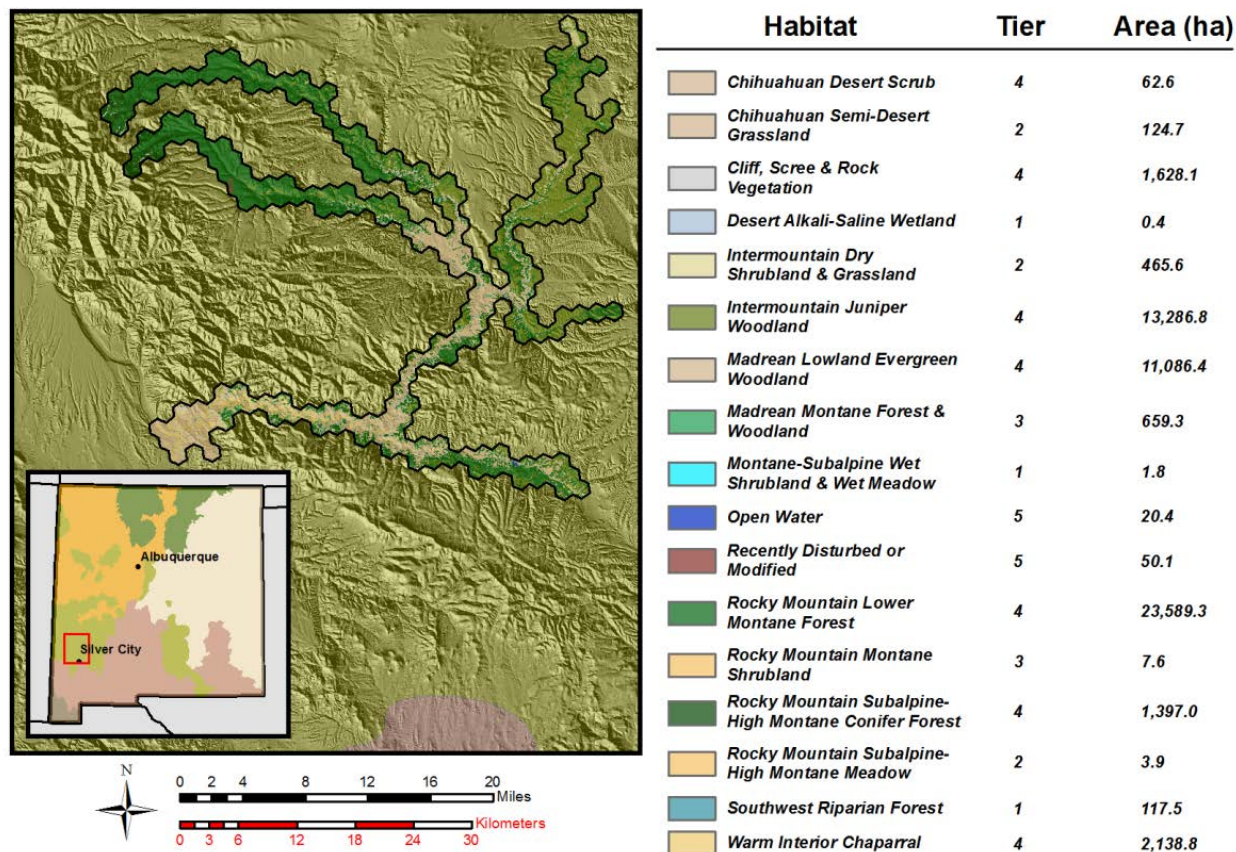 Habitat Tier Area (ha)
Chihuahuan Desert Scrub 4 62.6
Chihuahuan Semi-Desert
Grassland 2 124.7
Cliff, Scree & Rock
Vegetation 4 1,628.1
Desert Alkali-Saline Wetland 1 0.4
Intermountain Dry
Shrubland & Grassland 2 465.6
Intermountain Juniper
Woodland 4 13,286.8
Madrean Lowland Evergreen
Woodland 4 11,086.4
Madrean Montane Forest &
Woodland 3 659.3
Montane-Subalpine Wet
Shrubland & Wet Meadow 1 1.8
Open Water 5 20.4
Recently Disturbed or
Modified 5 50.1
Rocky Mountain Lower
Montane Forest 4 23,589.3
Rocky Mountain Montane
Shrubland 3 7.6
Rocky Mountain Subalpine-
High Montane Conifer Forest 4 1,397.0
Rocky Mountain Subalpine-
High Montane Meadow 2 3.9
Southwest Riparian Forest 1 117.5
Warm Interior Chaparral 4 2,138.8
Albuquerque
Silver City
N
0 2 4 8 12 16 20
Miles
Kilometers
0 3 6 12 18 24 30